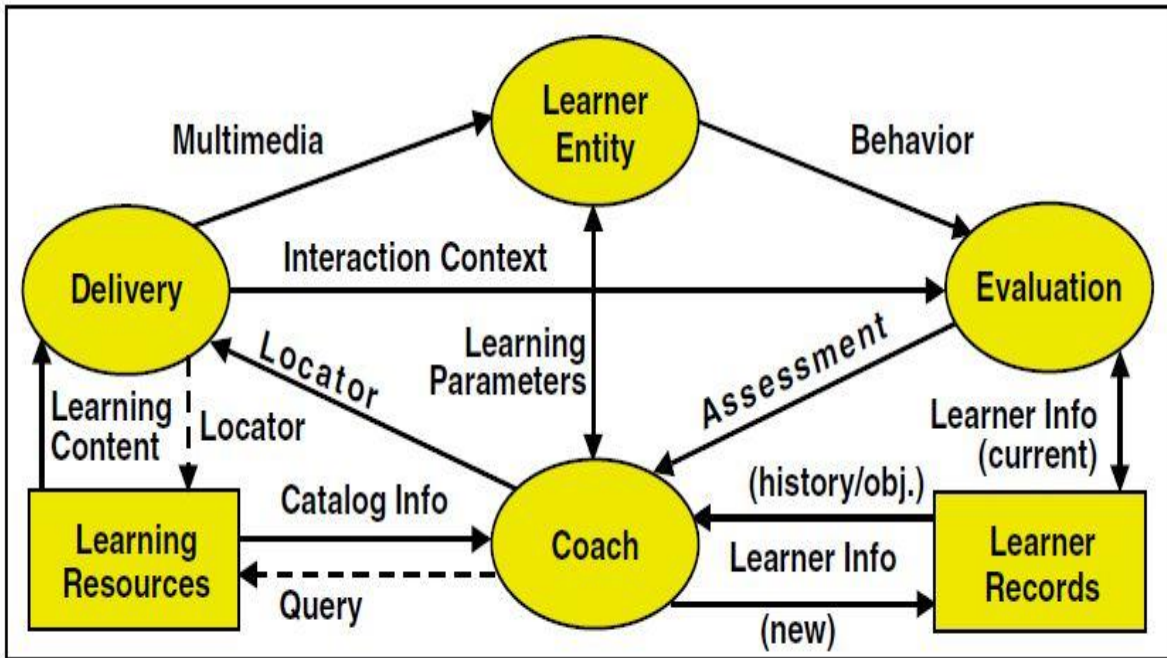 Learner
Entity
Multimedia
Behavior
Interaction Context
Delivery
Evaluation
Learning
Parameters
Locator
Assessment
Learning
Content
Locator
Learner Info
(current)
Catalog Info
(history/obj.)
Learning
Resources
Coach
Learner Info
Learner
Records
Query
(new)